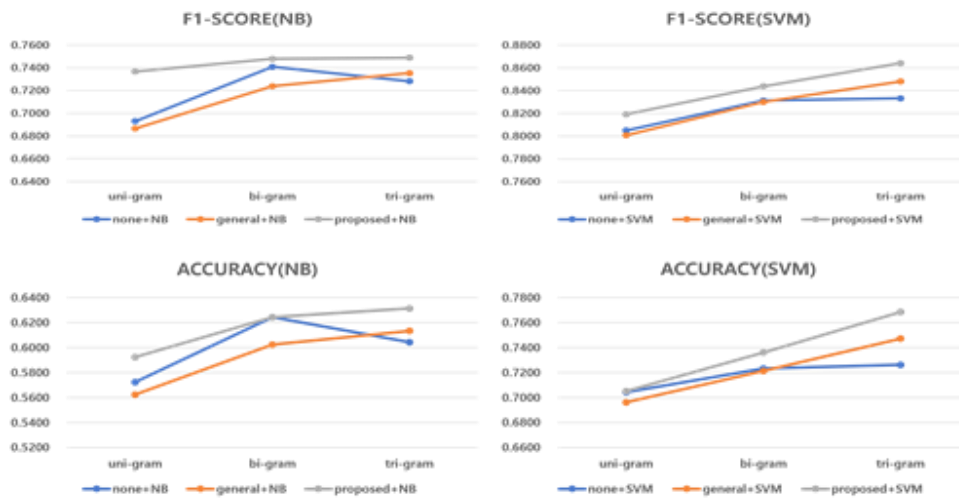 F1-SCORE(NB)
0.7600
0.7400
0.7200
0.7000
0.6800
0.6600
0.6400
uni-gram bi-gram tri-gram
none+NB general+NB proposed+NB
F1-SCORE(SVM)
0.8800
0.8600
0.8400
0.8200
0.8000
0.7800
0.7600
uni-gram bi-gram tri-gram
none+SVM general+SVM proposed+SVM
ACCURACY(NB)
0.6400
0.6200
0.6000
0.5800
0.5600
0.5400
0.5200
uni-gram bi-gram tri-gram
none+NB general+NB proposed+NB
ACCURACY(SVM)
0.7800
0.7600
0.7400
0.7200
0.7000
0.6800
0.6600
uni-gram bi-gram tri-gram
none+SVM general+SVM proposed+SVM